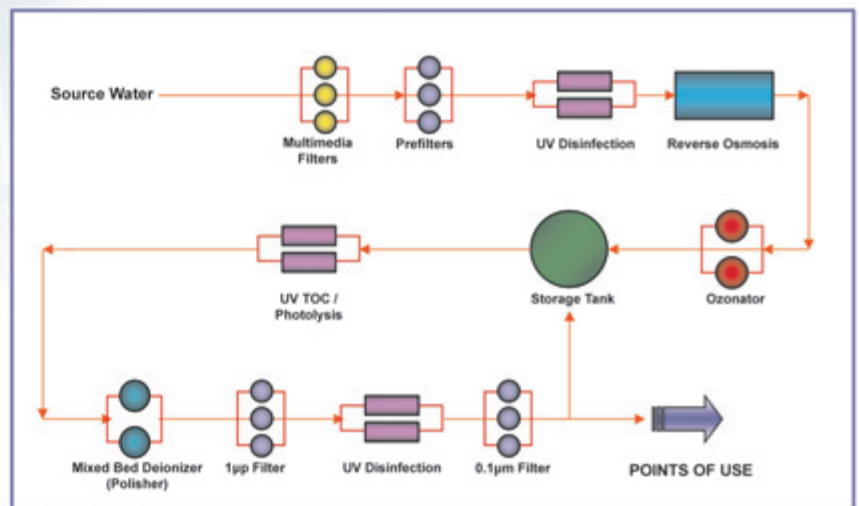 Source Water
Multimedia
Filters
Prefilters
UV Disinfection
Reverse Osmosis
UV TOC /
Photolysis
Storage Tank
Ozonator
Mixed Bed Deionizer
(Polisher)
1µp Filter
UV Disinfection
0.1µm Filter
POINTS OF USE